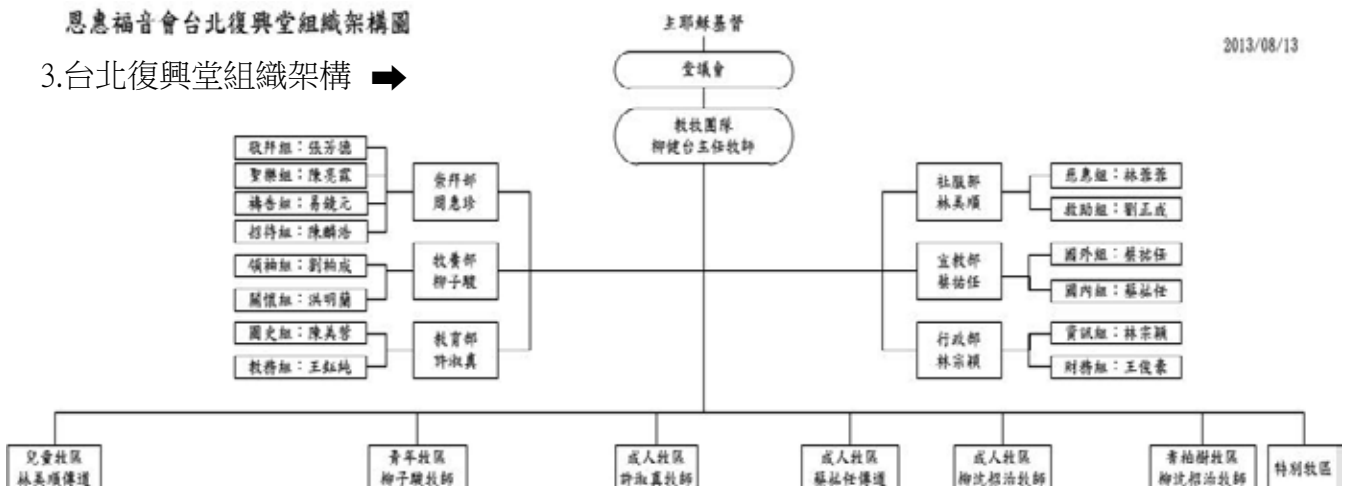 恩惠福音會台北復興堂組織架構圖
主耶穌基督
2013/08/13
3.台北復興堂組織架構
堂議會
教牧團隊
柳健台主任牧師
敬拜組：張芳德
聖樂組：陳亮霖
禱告組：易鏡元
招待組：陳麟浩
崇拜部
周惠珍
領袖組：劉柏成
關懷組：洪明蘭
牧養部
柳子駿
圖史組：陳美
教務組：王鈺純
教育部
許淑真
社服部
林美順
恩惠組：林蓉蓉
救助組：劉正成
宣教部
蔡祐任
國外組：蔡祐任
國內組：蔡祐任
行政部
林宗穎
資訊組：林宗穎
財務組：王俊豪
兒童牧區
林美順傳道
青年牧區
柳子駿牧師
成人牧區
許淑真牧師
成人牧區
蔡祐任傳道
成人牧區
柳沈招治牧師
青柏樹牧區
柳沈招治牧師
特別牧區